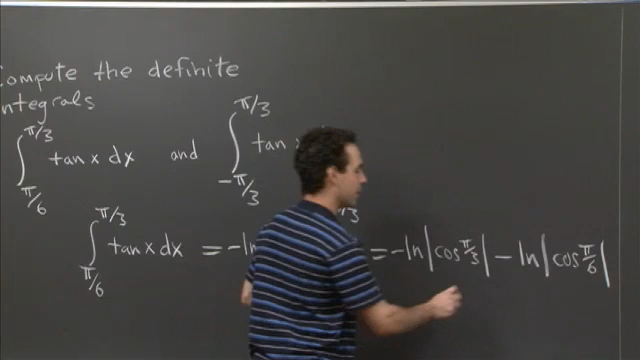 ompute the definite
ntegrals
∫_{π/6}^{π/3} tan x dx and ∫_{-π/3}^{π/3} tan x
∫_{π/6}^{π/3} tan x dx = -ln /3 = -ln|cos π/3| - ln|cos π/6|